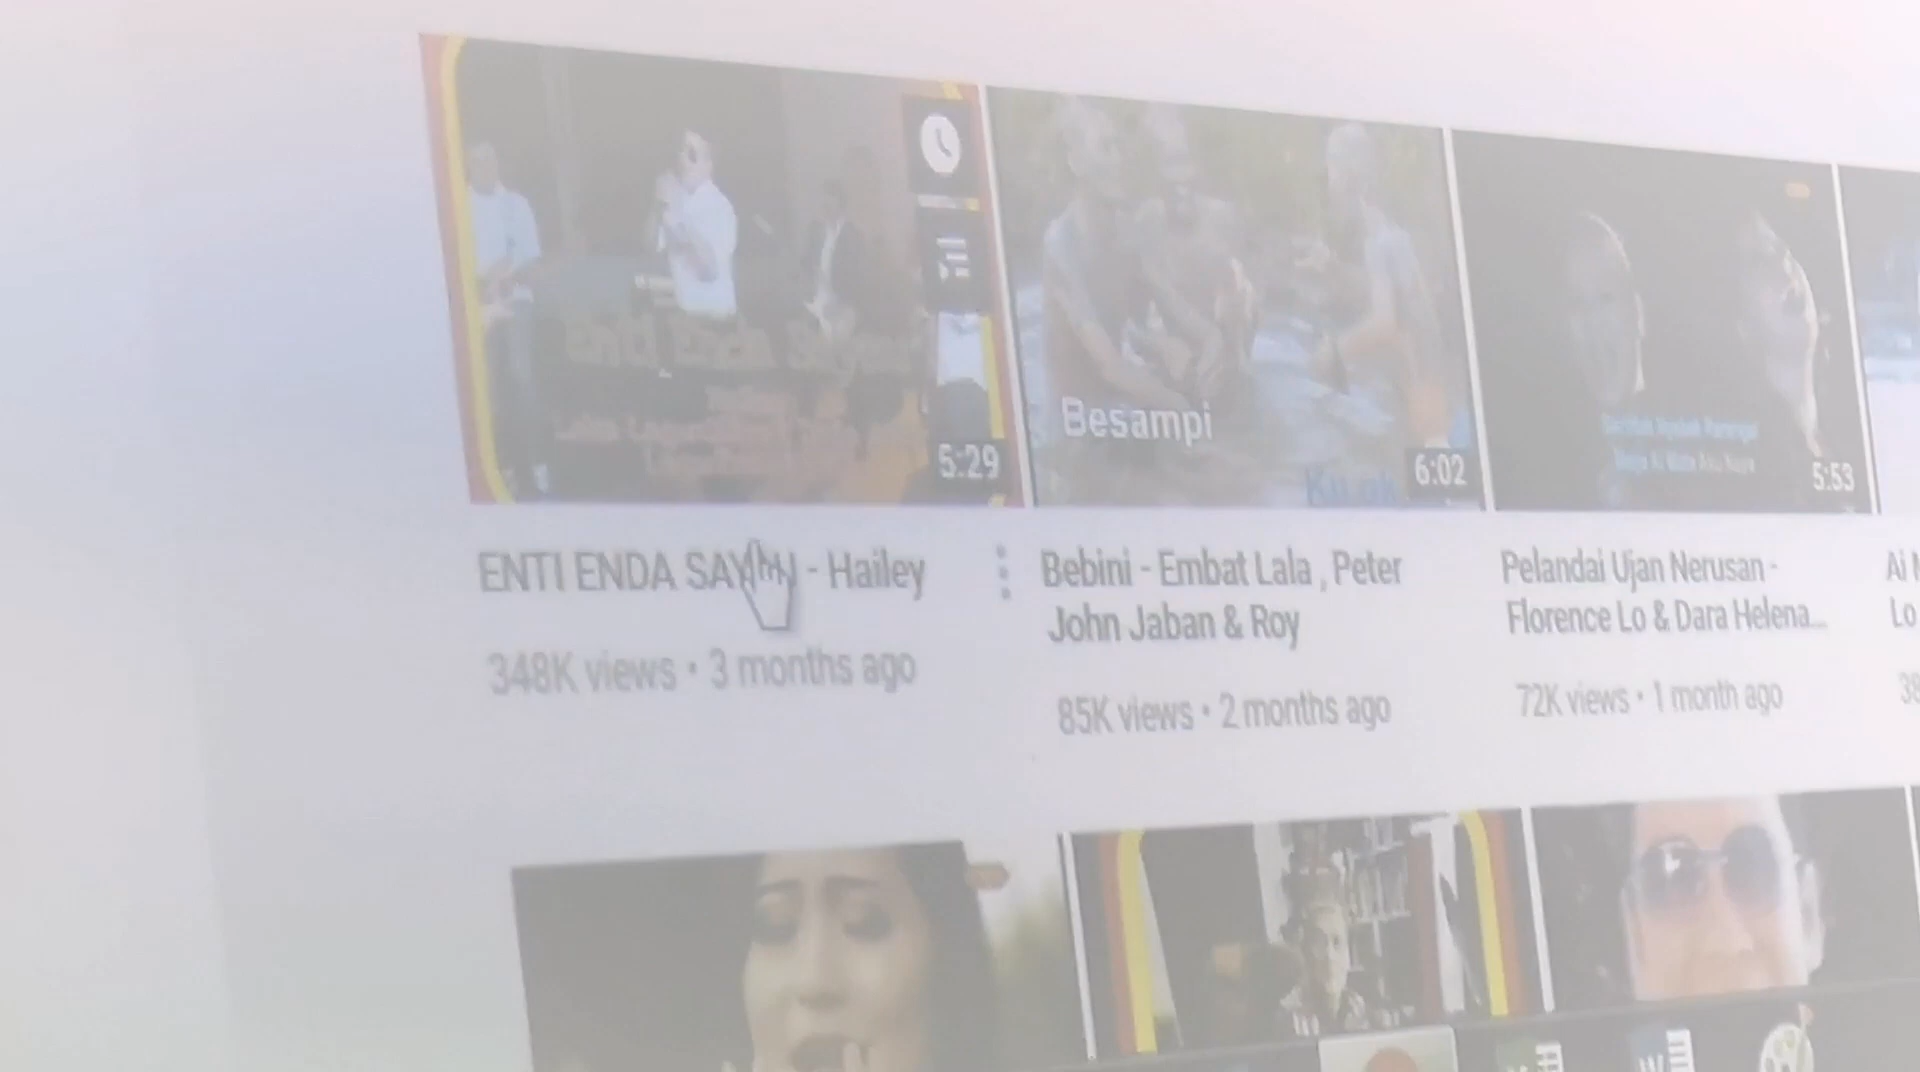 5:29
Besampi
6:02
5:53
ENTI ENDA - Hailey
348K views • 3 months ago
Bebini - Embat Lala , Peter
John Jaban & Roy
85K views • 2 months ago
Pelandai Ujan Nerusan -
Florence Lo & Dara Helena...
72K views • 1 month ago
Lo
38